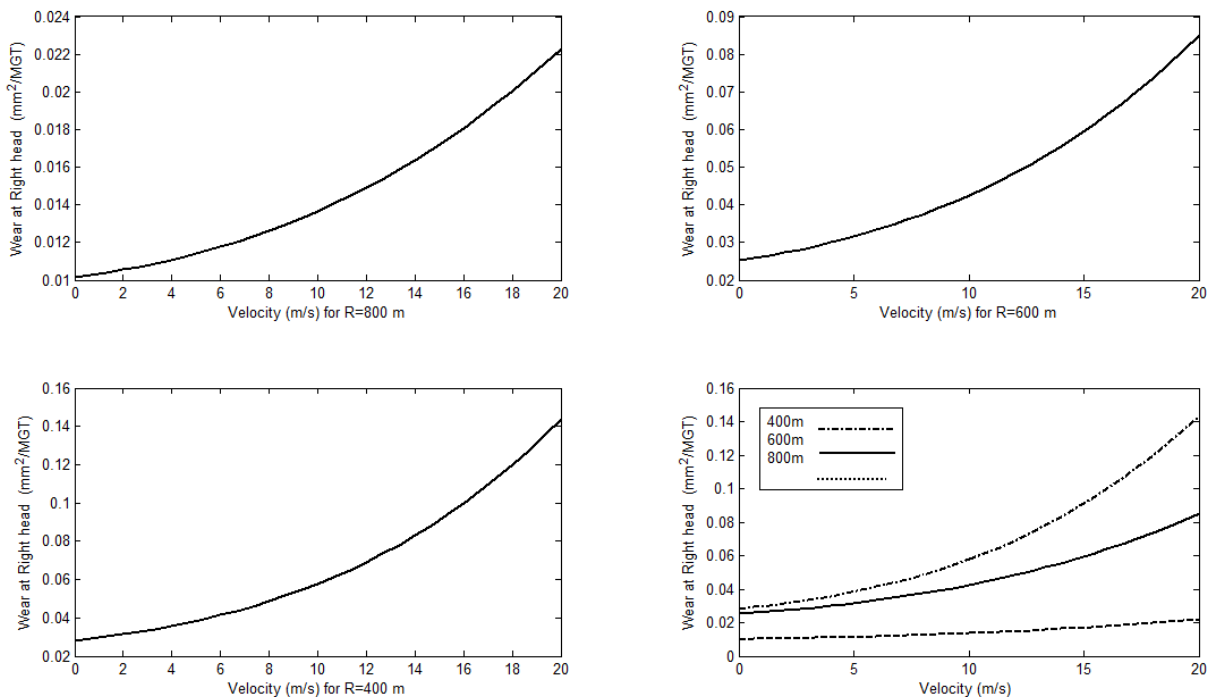 0.024
0.022
0.02
0.018
0.016
0.014
0.012
0.01
Wear at Right head (mm²/MGT)
0 2 4 6 8 10 12 14 16 18 20
Velocity (m/s) for R=800 m
0.09
0.08
0.07
0.06
0.05
0.04
0.03
0.02
Wear at Right head (mm²/MGT)
0 5 10 15 20
Velocity (m/s) for R=600 m
0.16
0.14
0.12
0.1
0.08
0.06
0.04
0.02
Wear at Right head (mm²/MGT)
0 2 4 6 8 10 12 14 16 18 20
Velocity (m/s) for R=400 m
0.16
0.14
0.12
0.1
0.08
0.06
0.04
0.02
0
Wear at Right head (mm²/MGT)
400m
600m
800m
0 5 10 15 20
Velocity (m/s)